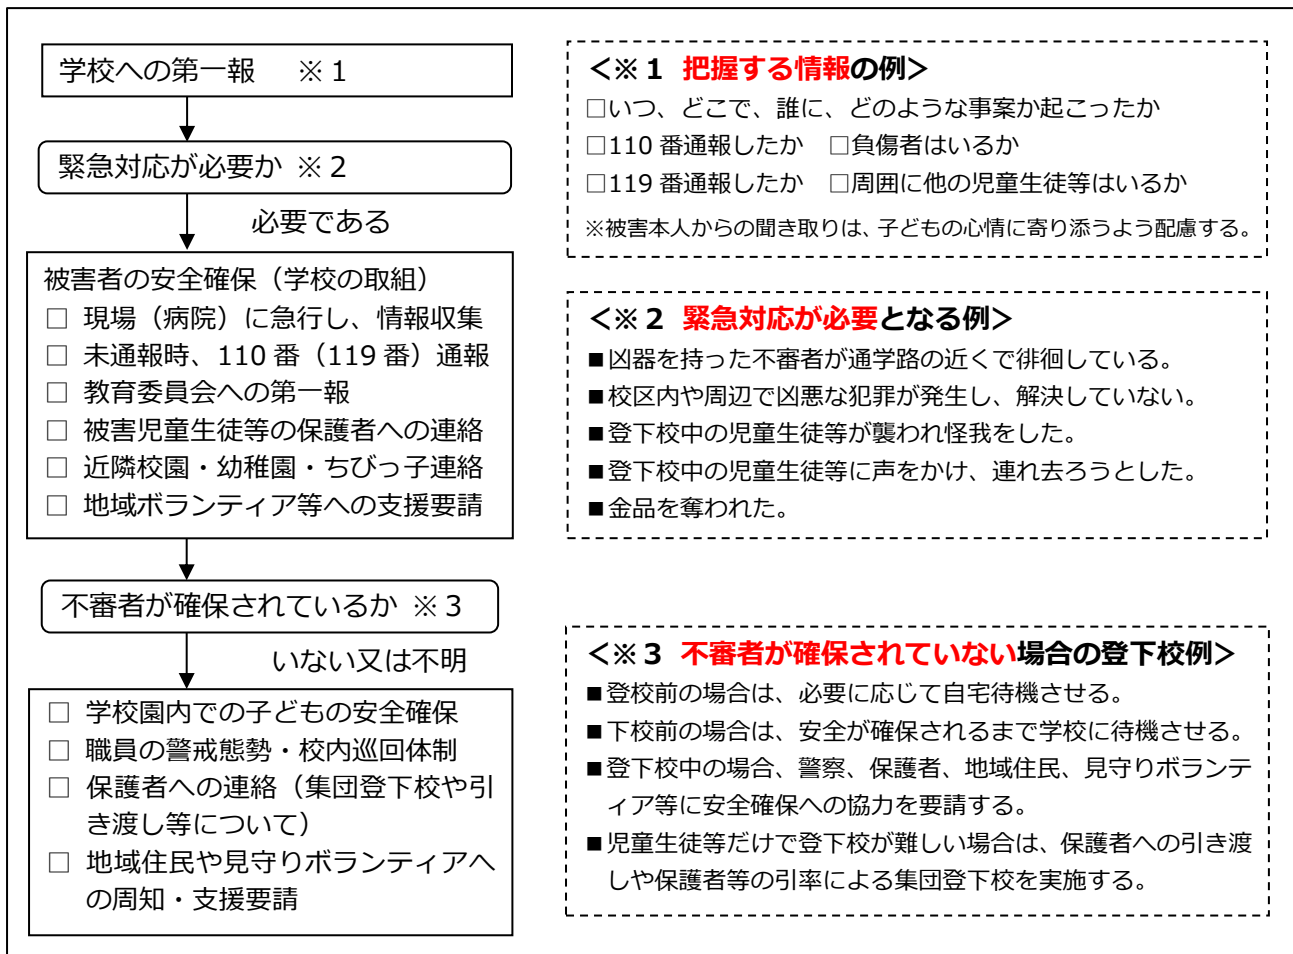 学校への第一報　※１
緊急対応が必要か ※２
必要である
被害者の安全確保（学校の取組）
□ 現場（病院）に急行し、情報収集
□ 未通報時、110 番（119 番）通報
□ 教育委員会への第一報
□ 被害児童生徒等の保護者への連絡
□ 近隣校園・幼稚園・ちびっ子連絡
□ 地域ボランティア等への支援要請
不審者が確保されているか ※３
いない又は不明
□ 学校園内での子どもの安全確保
□ 職員の警戒態勢・校内巡回体制
□ 保護者への連絡（集団登下校や引
き渡し等について）
□ 地域住民や見守りボランティアへ
の周知・支援要請
＜※１ 把握する情報の例＞
□いつ、どこで、誰に、どのような事案か起こったか
□110 番通報したか　□負傷者はいるか
□119 番通報したか　□周囲に他の児童生徒等はいるか
※被害本人からの聞き取りは、子どもの心情に寄り添うよう配慮する。
＜※２ 緊急対応が必要となる例＞
■凶器を持った不審者が通学路の近くで徘徊している。
■校区内や周辺で凶悪な犯罪が発生し、解決していない。
■登下校中の児童生徒等が襲われ怪我をした。
■登下校中の児童生徒等に声をかけ、連れ去ろうとした。
■金品を奪われた。
＜※３ 不審者が確保されていない場合の登下校例＞
■登校前の場合は、必要に応じて自宅待機させる。
■下校前の場合は、安全が確保されるまで学校に待機させる。
■登下校中の場合、警察、保護者、地域住民、見守りボランテ
ィア等に安全確保への協力を要請する。
■児童生徒等だけで登下校が難しい場合は、保護者への引き渡
しや保護者等の引率による集団登下校を実施する。